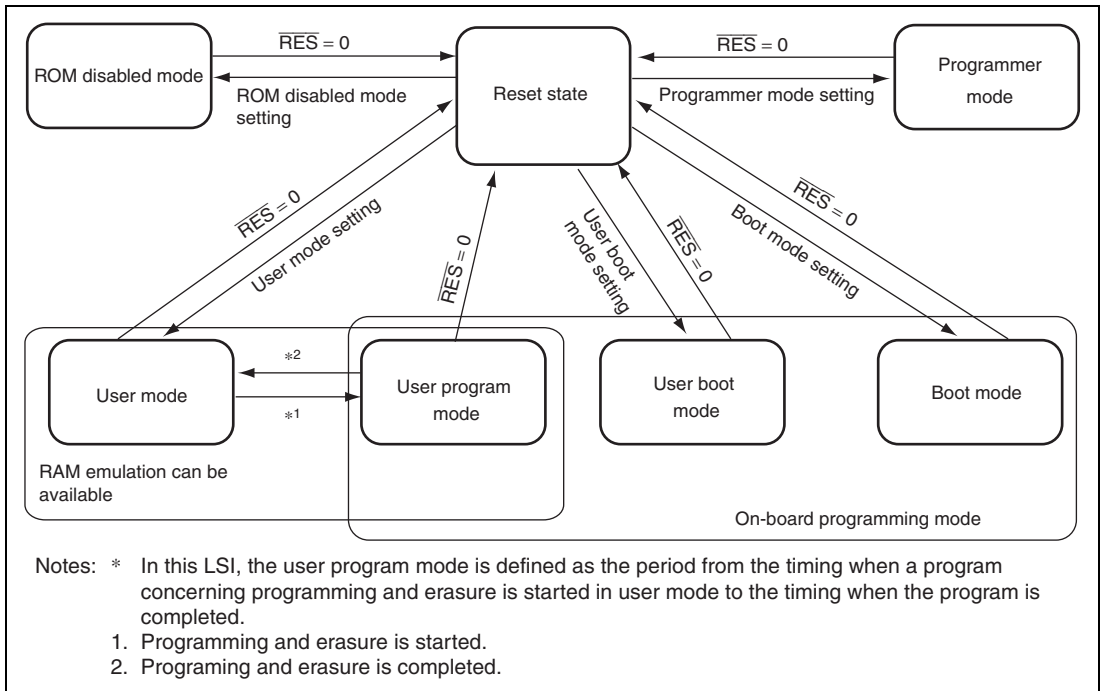 RES = 0
RES = 0
ROM disabled mode
Reset state
Programmer
mode
ROM disabled mode
setting
Programmer mode setting
RES = 0
User mode setting
RES = 0
User boot
mode setting
RES = 0
Boot mode setting
RES = 0
User mode
*2
*1
User program
mode
User boot
mode
Boot mode
RAM emulation can be
available
On-board programming mode
Notes: * In this LSI, the user program mode is defined as the period from the timing when a program
concerning programming and erasure is started in user mode to the timing when the program is
completed.
1. Programming and erasure is started.
2. Programing and erasure is completed.